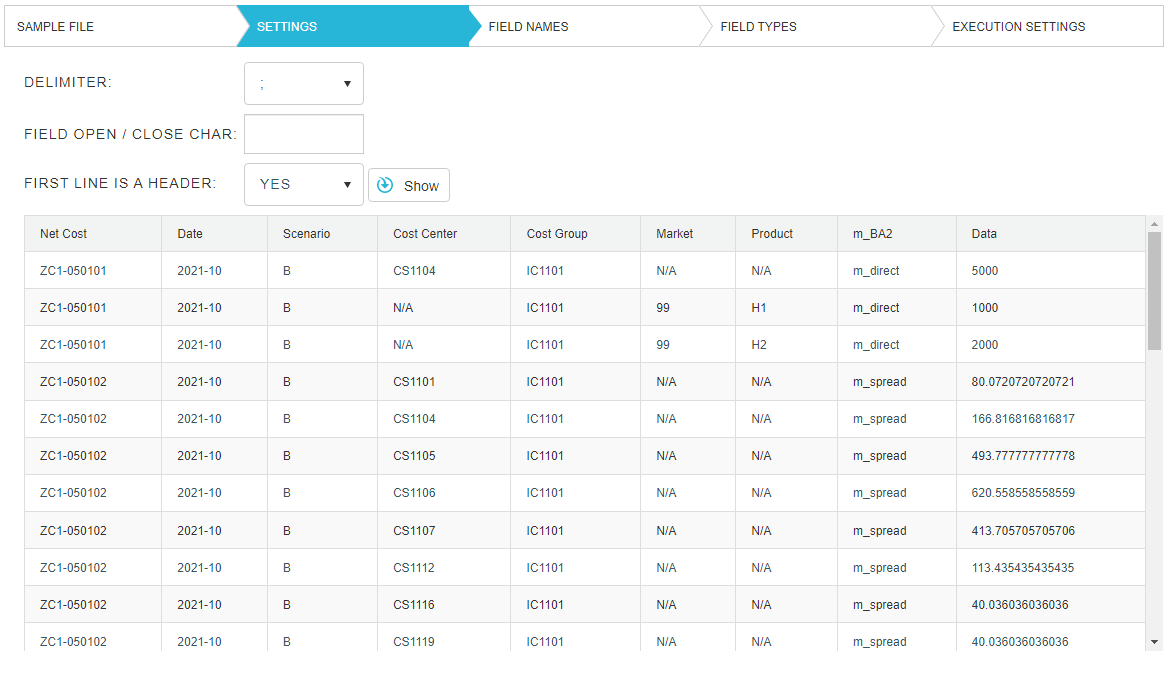 SAMPLE FILE SETTINGS FIELD NAMES FIELD TYPES EXECUTION SETTINGS
DELIMITER: ;
FIELD OPEN / CLOSE CHAR:
FIRST LINE IS A HEADER: YES Show
Net Cost Date Scenario Cost Center Cost Group Market Product m_BA2 Data
ZC1-050101 2021-10 B CS1104 IC1101 N/A N/A m_direct 5000
ZC1-050101 2021-10 B N/A IC1101 99 H1 m_direct 1000
ZC1-050101 2021-10 B N/A IC1101 99 H2 m_direct 2000
ZC1-050102 2021-10 B CS1101 IC1101 N/A N/A m_spread 80.0720720720721
ZC1-050102 2021-10 B CS1104 IC1101 N/A N/A m_spread 166.816816816817
ZC1-050102 2021-10 B CS1105 IC1101 N/A N/A m_spread 493.777777777778
ZC1-050102 2021-10 B CS1106 IC1101 N/A N/A m_spread 620.558558558559
ZC1-050102 2021-10 B CS1107 IC1101 N/A N/A m_spread 413.705705705706
ZC1-050102 2021-10 B CS1112 IC1101 N/A N/A m_spread 113.435435435435
ZC1-050102 2021-10 B CS1116 IC1101 N/A N/A m_spread 40.036036036036
ZC1-050102 2021-10 B CS1119 IC1101 N/A N/A m_spread 40.036036036036